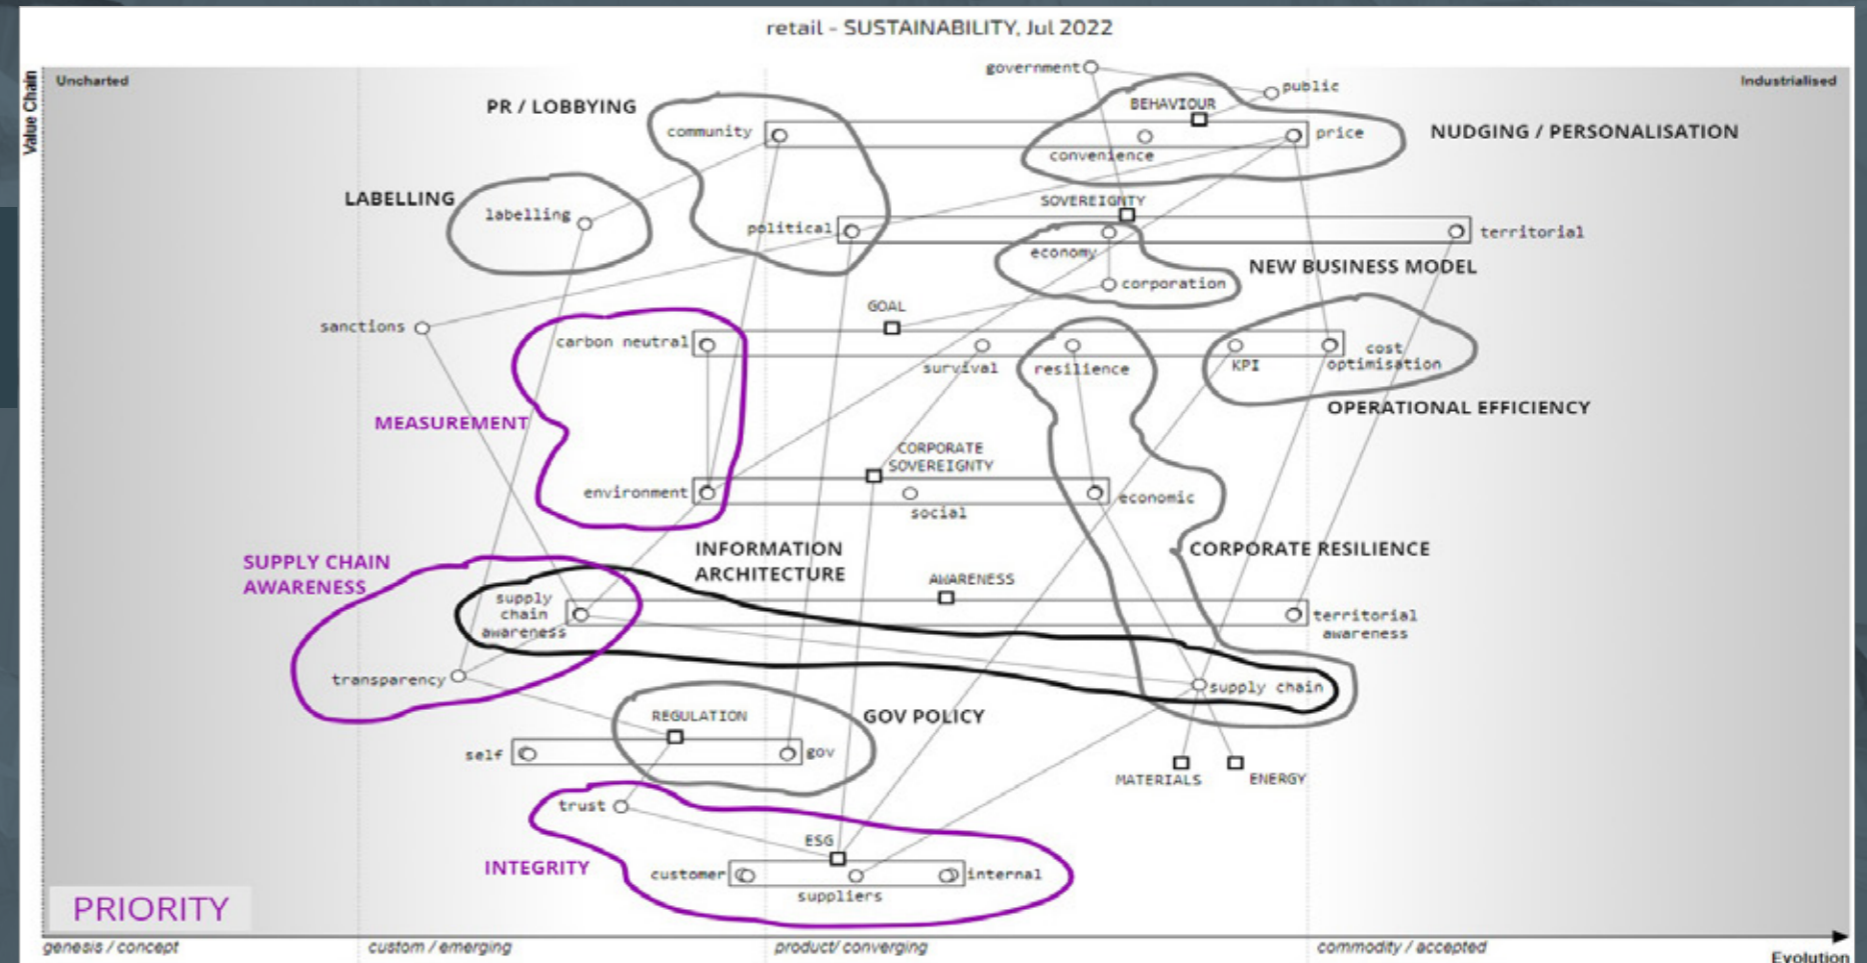 retail - SUSTAINABILITY, Jul 2022
Value Chain
Uncharted
Industrialised
government
public
PR / LOBBYING
BEHAVIOUR
community
price
NUDGING / PERSONALISATION
convenience
LABELLING
labelling
SOVEREIGNTY
political
territorial
economy
NEW BUSINESS MODEL
corporation
GOAL
sanctions
carbon neutral
survival
resilience
KPI
cost
optimisation
OPERATIONAL EFFICIENCY
MEASUREMENT
CORPORATE
SOVEREIGNTY
environment
social
economic
SUPPLY CHAIN
AWARENESS
INFORMATION
ARCHITECTURE
CORPORATE RESILIENCE
AWARENESS
supply
chain
awareness
territorial
awareness
transparency
supply chain
REGULATION
GOV POLICY
self
gov
MATERIALS
ENERGY
trust
ESG
INTEGRITY
customer
internal
suppliers
PRIORITY
genesis / concept
custom / emerging
product/ converging
commodity / accepted
Evolution